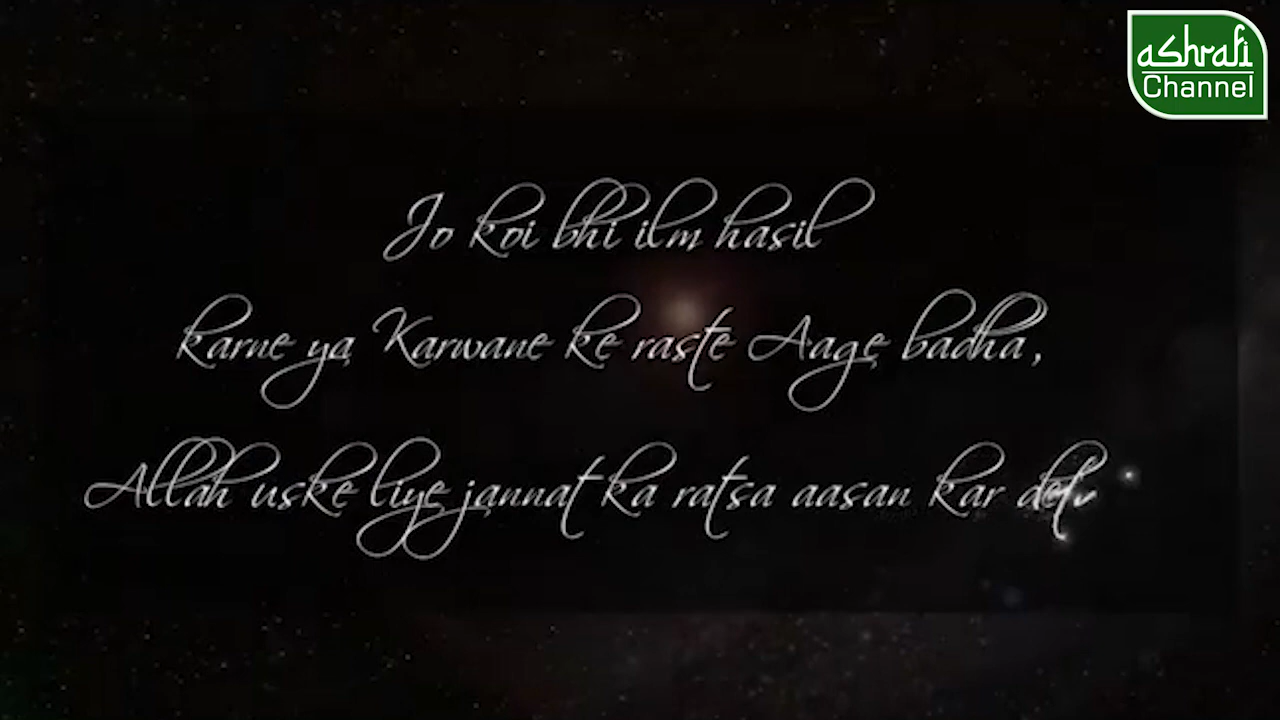 ashrafi
Channel
Jo koi bhi ilm hasil
karne ya Karwane ke raste Aage badha,
Allah uske liye jannat ka ratsa aasan kar